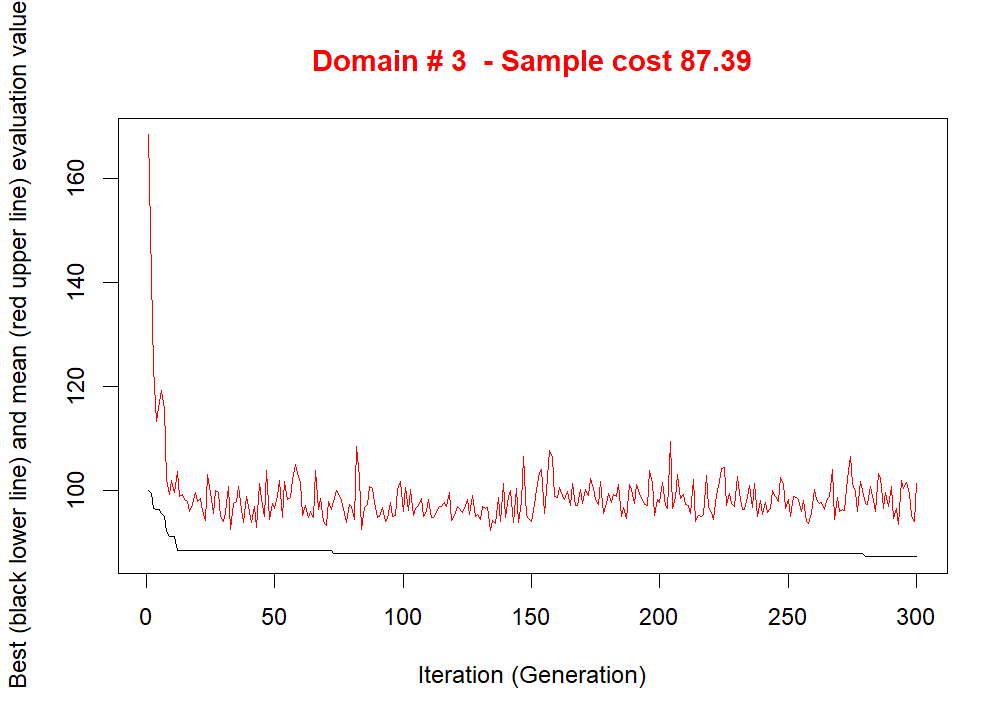 Domain # 3  - Sample cost 87.39
Best (black lower line) and mean (red upper line) evaluation value
160
140
120
100
0 50 100 150 200 250 300
Iteration (Generation)